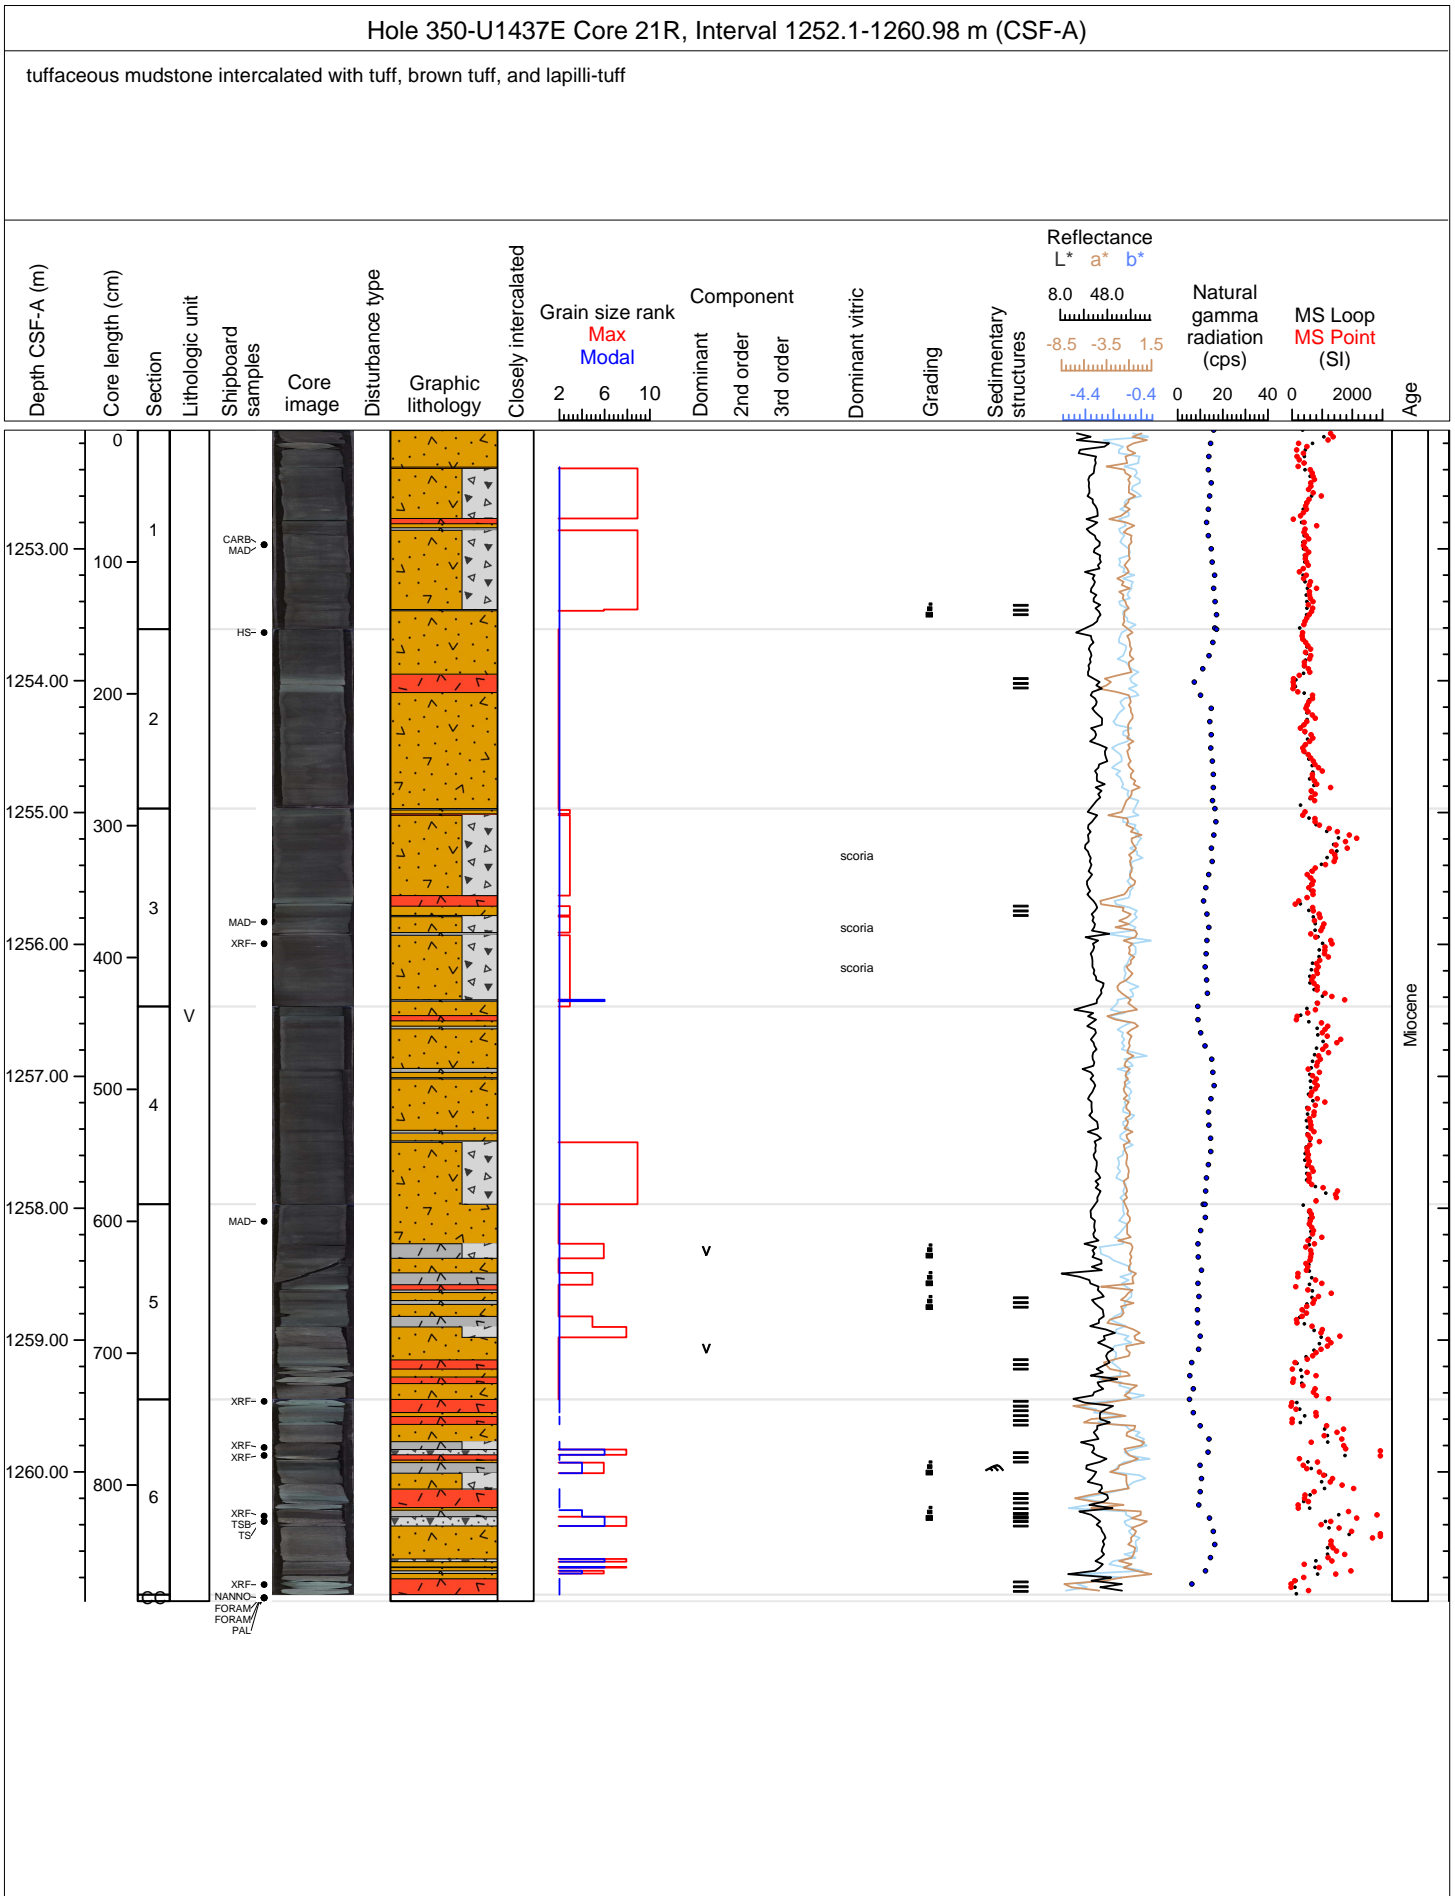 Hole 350-U1437E Core 21R, Interval 1252.1-1260.98 m (CSF-A)
tuffaceous mudstone intercalated with tuff, brown tuff, and lapilli-tuff
Depth CSF-A (m)
Core length (cm)
Section
Lithologic unit
Shipboard
samples
Core
image
Disturbance type
Graphic
lithology
Closely intercalated
Grain size rank
Max
Modal
2 6 10
Component
Dominant
2nd order
3rd order
Dominant vitric
Grading
Sedimentary
structures
Reflectance
L* a* b*
8.0 48.0
-8.5 -3.5 1.5
-4.4 -0.4
Natural
gamma
radiation
(cps)
0 20 40
MS Loop
MS Point
(SI)
0 2000
Age
0
1
CARB
MAD
1253.00
100
HS
1254.00
200
2
1255.00
300
scoria
3
MAD
scoria
XRF
1256.00
400
scoria
V
Miocene
1257.00
500
4
1258.00
600
MAD
v
5
1259.00
700
v
XRF
XRF
XRF
1260.00
800
6
XRF
TSB
TS
XRF
CC
NANNO
FORAM
FORAM
PAL